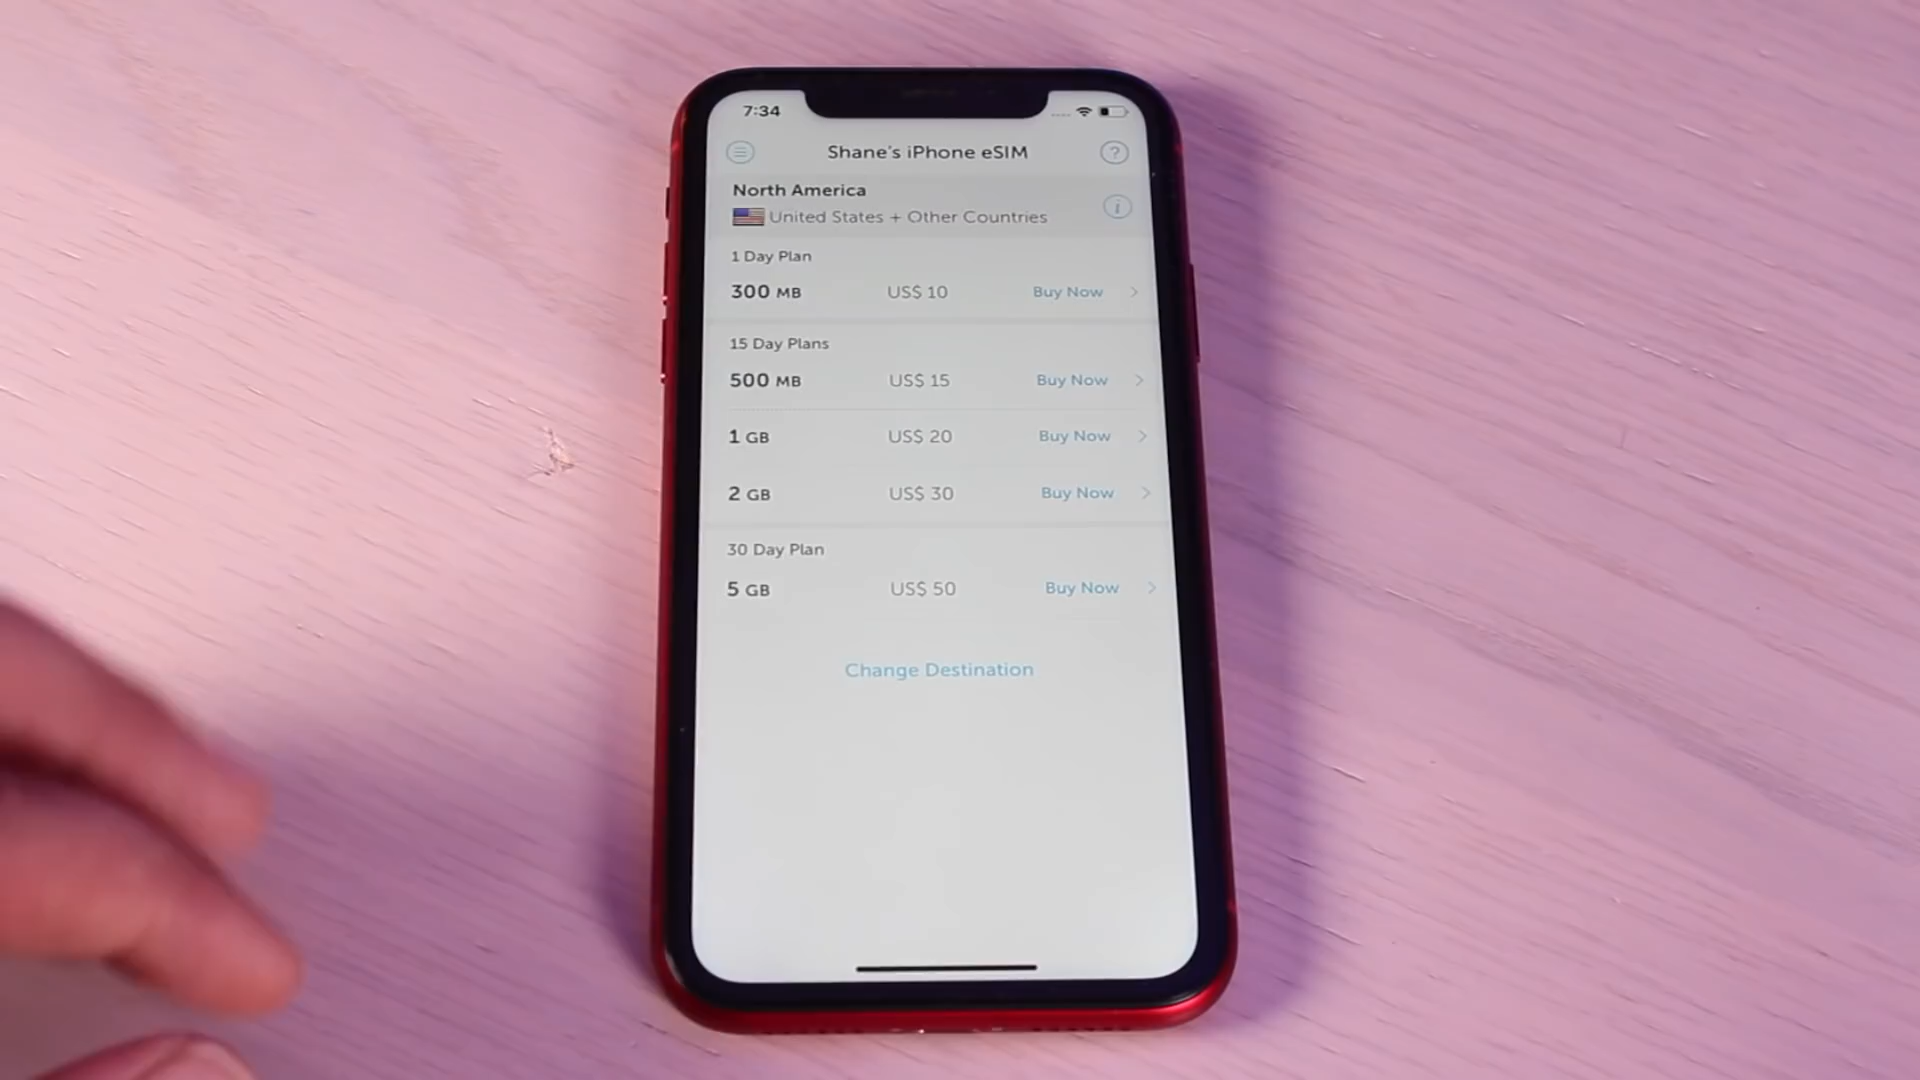 7:34
Shane's iPhone eSIM
?
North America
United States + Other Countries
i
1 Day Plan
300 MB US$ 10 Buy Now
15 Day Plans
500 MB US$ 15 Buy Now
1 GB US$ 20 Buy Now
2 GB US$ 30 Buy Now
30 Day Plan
5 GB US$ 50 Buy Now
Change Destination